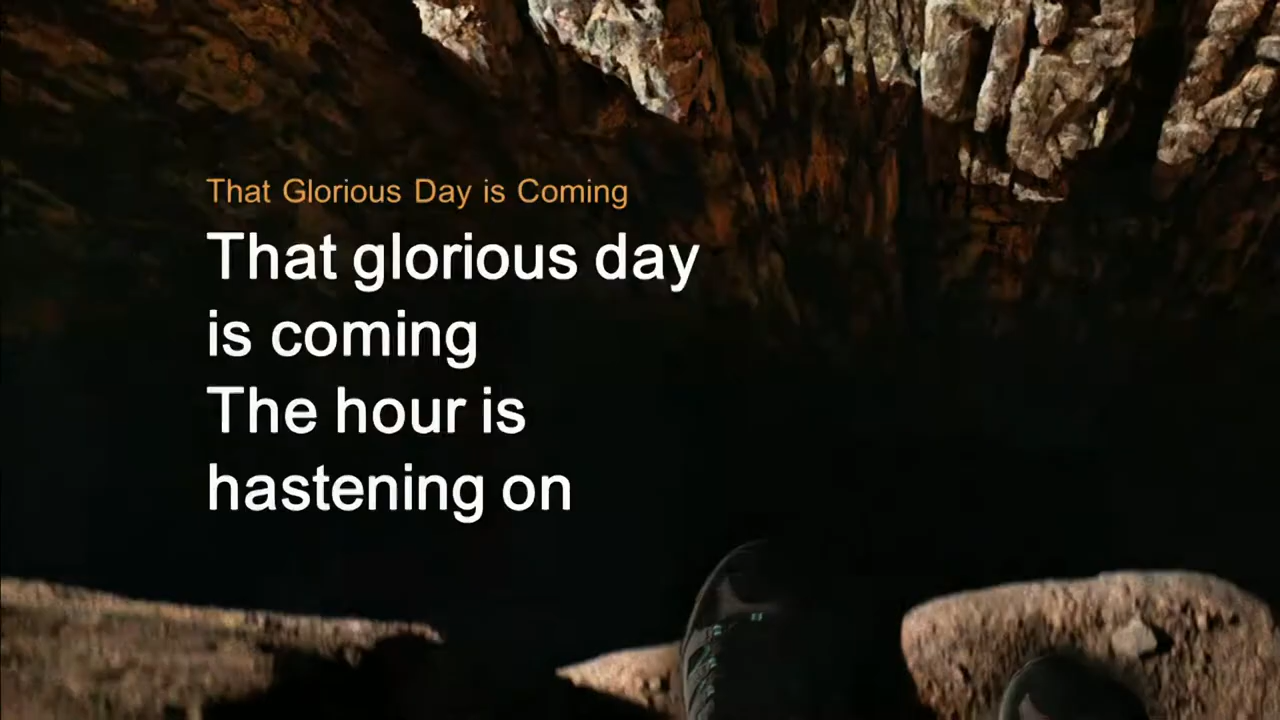 That Glorious Day is Coming
That glorious day
is coming
The hour is
hastening on